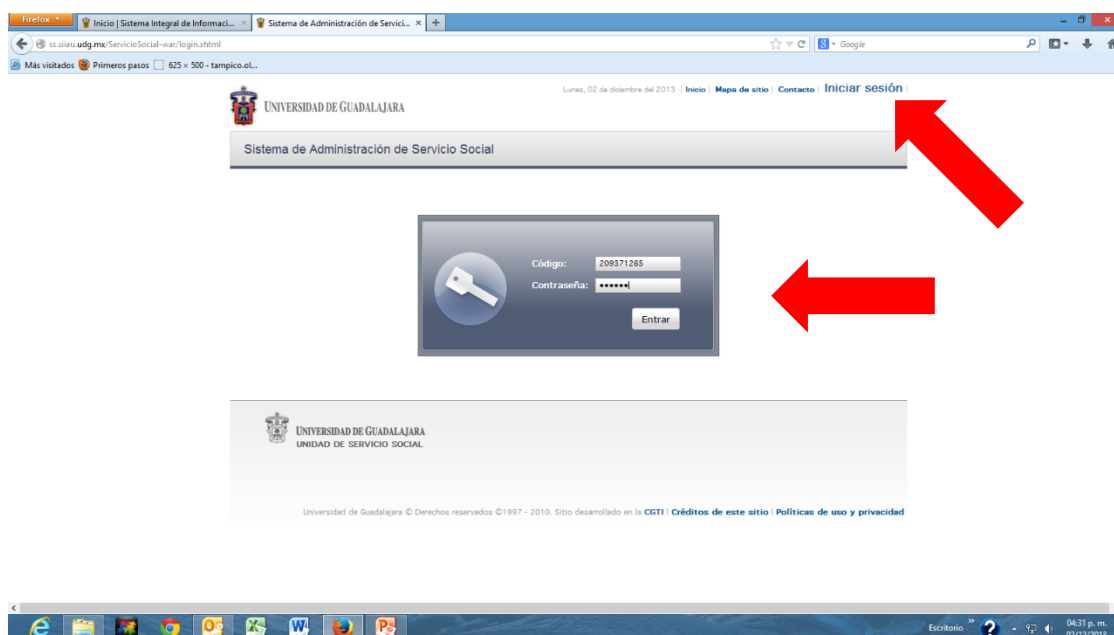 Firefox
Inicio | Sistema Integral de Informaci...
Sistema de Administración de Servici...
ss.siiau.udg.mx/ServicioSocial-war/login.xhtml
Google
Más visitados
Primeros pasos
625 × 500 - tampico.ol...
UNIVERSIDAD DE GUADALAJARA
Lunes, 02 de diciembre del 2013 | Inicio | Mapa de sitio | Contacto | Iniciar sesión |
Sistema de Administración de Servicio Social
Código: 209371265
Contraseña: ••••••
Entrar
UNIVERSIDAD DE GUADALAJARA
UNIDAD DE SERVICIO SOCIAL
Universidad de Guadalajara © Derechos reservados ©1997 - 2010. Sitio desarrollado en la CGTI | Créditos de este sitio | Políticas de uso y privacidad
Escritorio
04:31 p. m.
02/12/2013